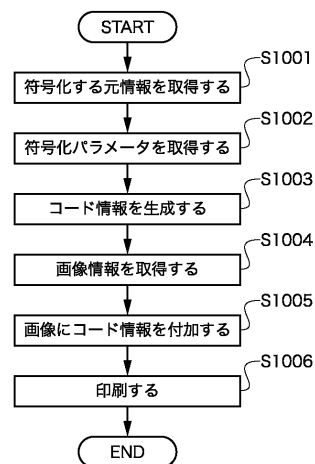 START
S1001
符号化する元情報を取得する
S1002
符号化パラメータを取得する
S1003
コード情報を生成する
S1004
画像情報を取得する
S1005
画像にコード情報を付加する
S1006
印刷する
END